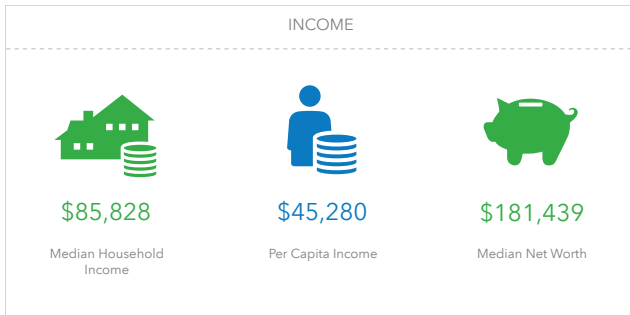 INCOME
$85,828
$45,280
$181,439
Median Household
Income
Per Capita Income
Median Net Worth